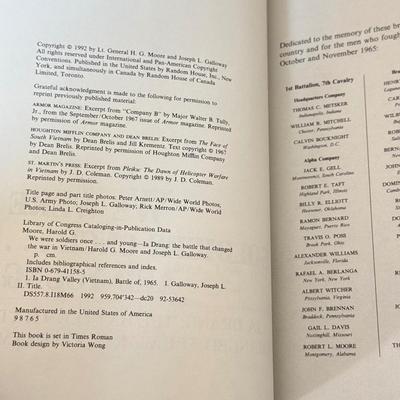 Copyright © 1992 by Lt. General H. G. Moore and Joseph L. Galloway
All rights reserved under International and Pan-American Copyright
Conventions. Published in the United States by Random House, Inc., New
York, and simultaneously in Canada by Random House of Canada
Limited, Toronto.
Grateful acknowledgment is made to the following for permission to
reprint previously published material:
ARMOR MAGAZINE: Excerpt from "Company B" by Major Walter B. Tully,
Jr., from the September/October 1967 issue of Armor magazine. Reprinted
by permission of Armor magazine.
HOUGHTON MIFFLIN COMPANY AND DEAN BRELIS: Excerpt from The Face of
South Vietnam by Dean Brelis and Jill Krementz. Text copyright © 1967
by Dean Brelis. Reprinted by permission of Houghton Mifflin Company
and Dean Brelis.
ST. MARTIN'S PRESS: Excerpt from Pleiku: The Dawn of Helicopter Warfare
in Vietnam by J. D. Coleman. Copyright © 1989 by J. D. Coleman.
Reprinted by permission.
Title page and part title photos: Peter Arnett/AP/Wide World Photos;
U.S. Army Photo; Joseph L. Galloway; Rick Merron/AP/Wide World
Photos; Linda L. Creighton
Library of Congress Cataloging-in-Publication Data
Moore, Harold G.
We were soldiers once . . . and young—Ia Drang: the battle that changed
the war in Vietnam/Harold G. Moore and Joseph L. Galloway.
p. cm.
Includes bibliographical references and index.
ISBN 0-679-41158-5
1. Ia Drang Valley (Vietnam), Battle of, 1965. I. Galloway, Joseph L.
II. Title.
DS557.8.I18M66 1992 959.704'342—dc20 92-53642
Manufactured in the United States of America
9 8 7 6 5
This book is set in Times Roman
Book design by Victoria Wong
Dedicated to the memory of these
country and for the men who
October and November 1965:
1st Battalion, 7th Cavalry
Headquarters Company
THOMAS C. METSKER
Indianapolis, Indiana
WILLIAM B. MITCHELL
CALVIN BOUKNIGHT
Washington, D.C.
Alpha Company
JACK E. GELL
Montgomery, South Carolina
ROBERT E. TAFT
Highland Park, Illinois
BILLY R. ELLIOTT
Heavener, Oklahoma
RAMON BERNARD
Mayaguez, Puerto Rico
TRAVIS O. POSS
Brook Park, Ohio
ALEXANDER WILLIAMS
Jacksonville, Florida
RAFAEL A. BERLANGA
New York, New York
ALBERT WITCHER
Pittsylvania, Virginia
JOHN F. BRENNAN
Braddock, Pennsylvania
GAIL L. DAVIS
Nottingham, Missouri
ROBERT L. MOORE
Montgomery, Alabama